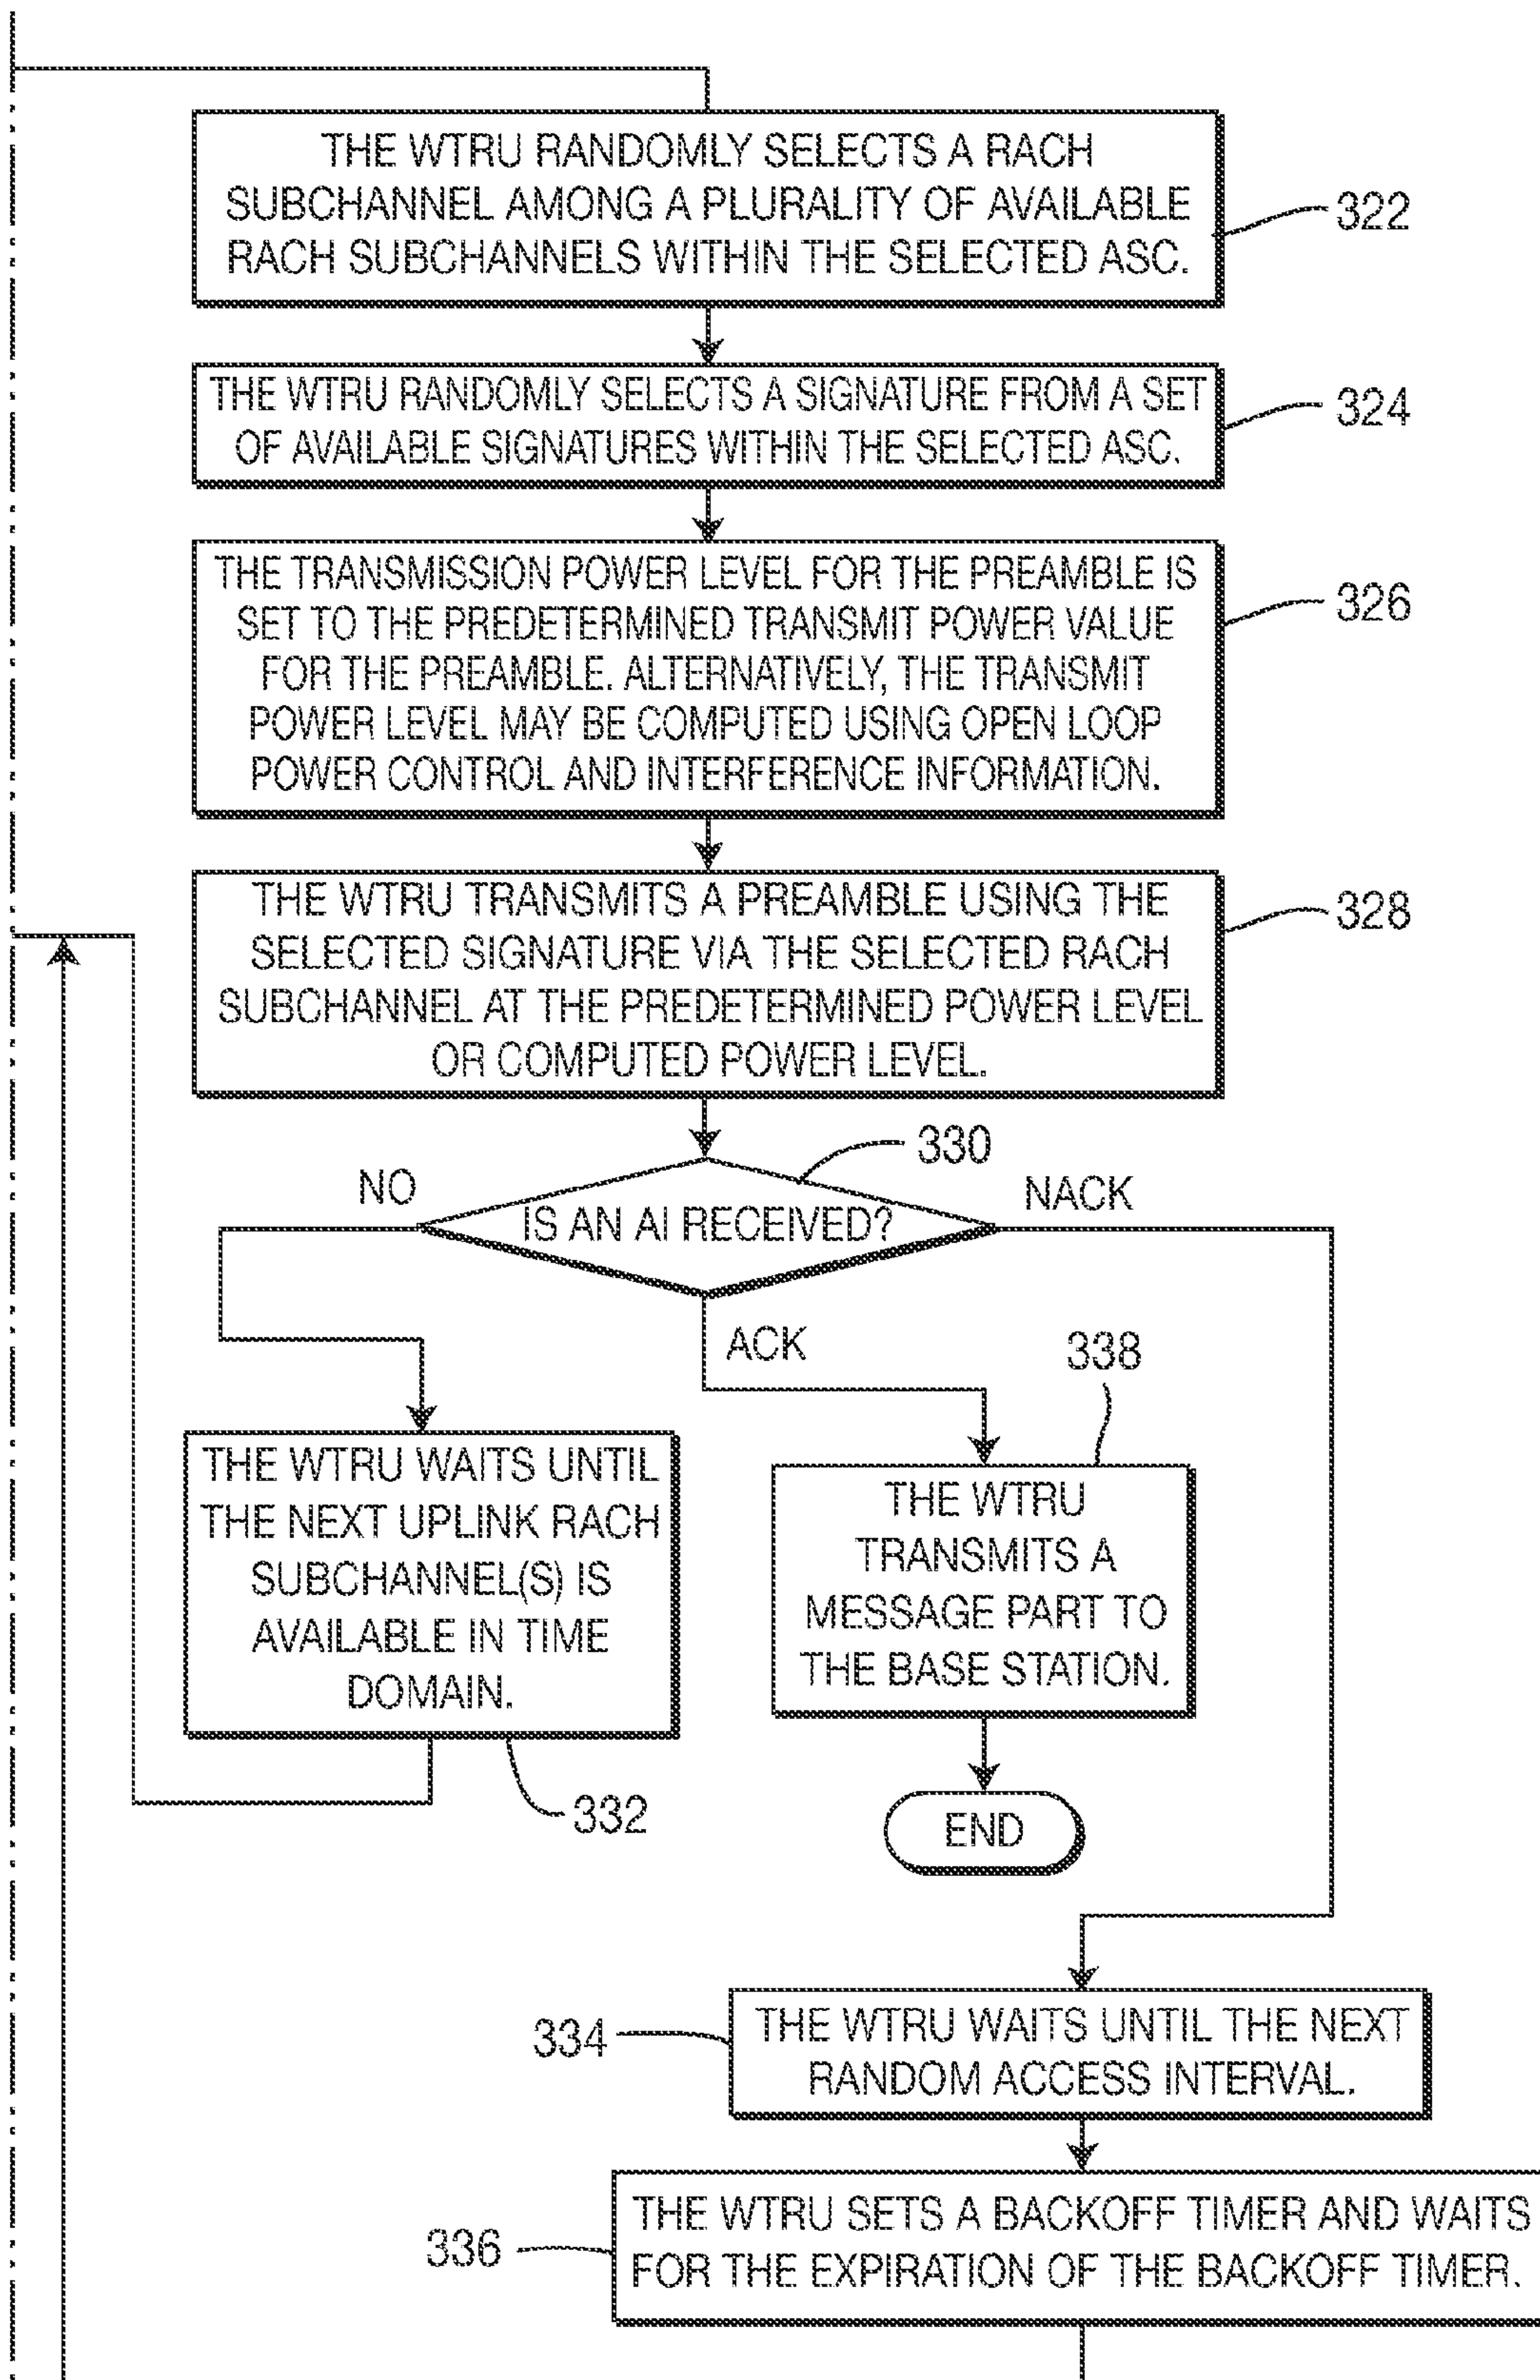 THE WTRU RANDOMLY SELECTS A RACH
SUBCHANNEL AMONG A PLURALITY OF AVAILABLE
RACH SUBCHANNELS WITHIN THE SELECTED ASC.
322
THE WTRU RANDOMLY SELECTS A SIGNATURE FROM A SET
OF AVAILABLE SIGNATURES WITHIN THE SELECTED ASC.
324
THE TRANSMISSION POWER LEVEL FOR THE PREAMBLE IS
SET TO THE PREDETERMINED TRANSMIT POWER VALUE
FOR THE PREAMBLE. ALTERNATIVELY, THE TRANSMIT
POWER LEVEL MAY BE COMPUTED USING OPEN LOOP
POWER CONTROL AND INTERFERENCE INFORMATION.
326
THE WTRU TRANSMITS A PREAMBLE USING THE
SELECTED SIGNATURE VIA THE SELECTED RACH
SUBCHANNEL AT THE PREDETERMINED POWER LEVEL
OR COMPUTED POWER LEVEL.
328
330
NO
NACK
IS AN AI RECEIVED?
ACK
338
THE WTRU WAITS UNTIL
THE NEXT UPLINK RACH
SUBCHANNEL(S) IS
AVAILABLE IN TIME
DOMAIN.
332
THE WTRU
TRANSMITS A
MESSAGE PART TO
THE BASE STATION.
END
334
THE WTRU WAITS UNTIL THE NEXT
RANDOM ACCESS INTERVAL.
336
THE WTRU SETS A BACKOFF TIMER AND WAITS
FOR THE EXPIRATION OF THE BACKOFF TIMER.